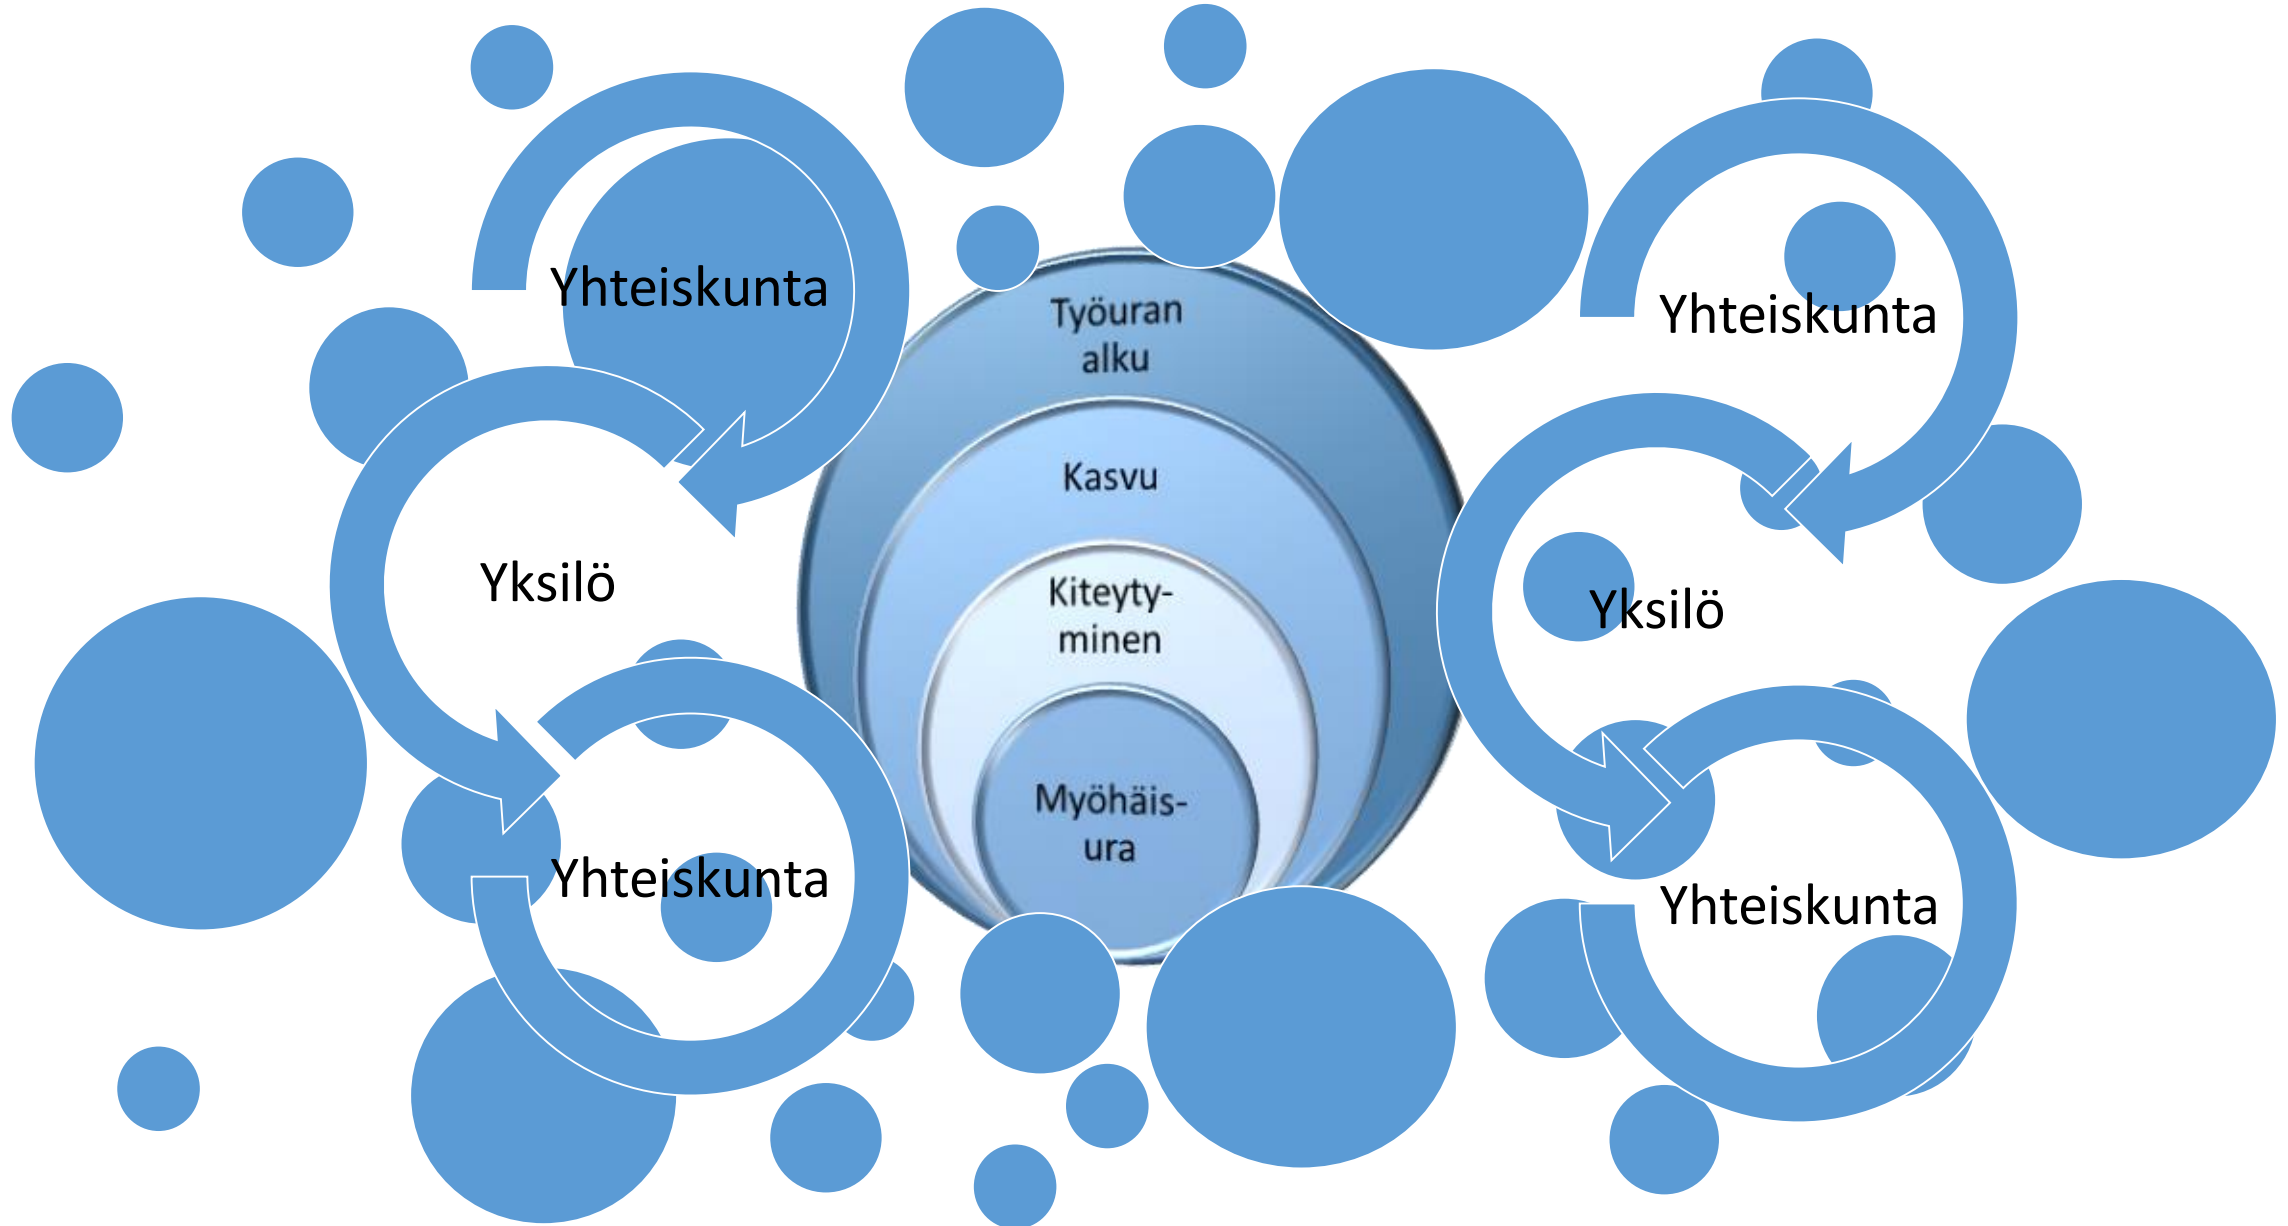 Yhteiskunta
Yksilö
Yhteiskunta
Työuran
alku
Kasvu
Kiteyty-
minen
Myöhäis-
ura
Yhteiskunta
Yksilö
Yhteiskunta